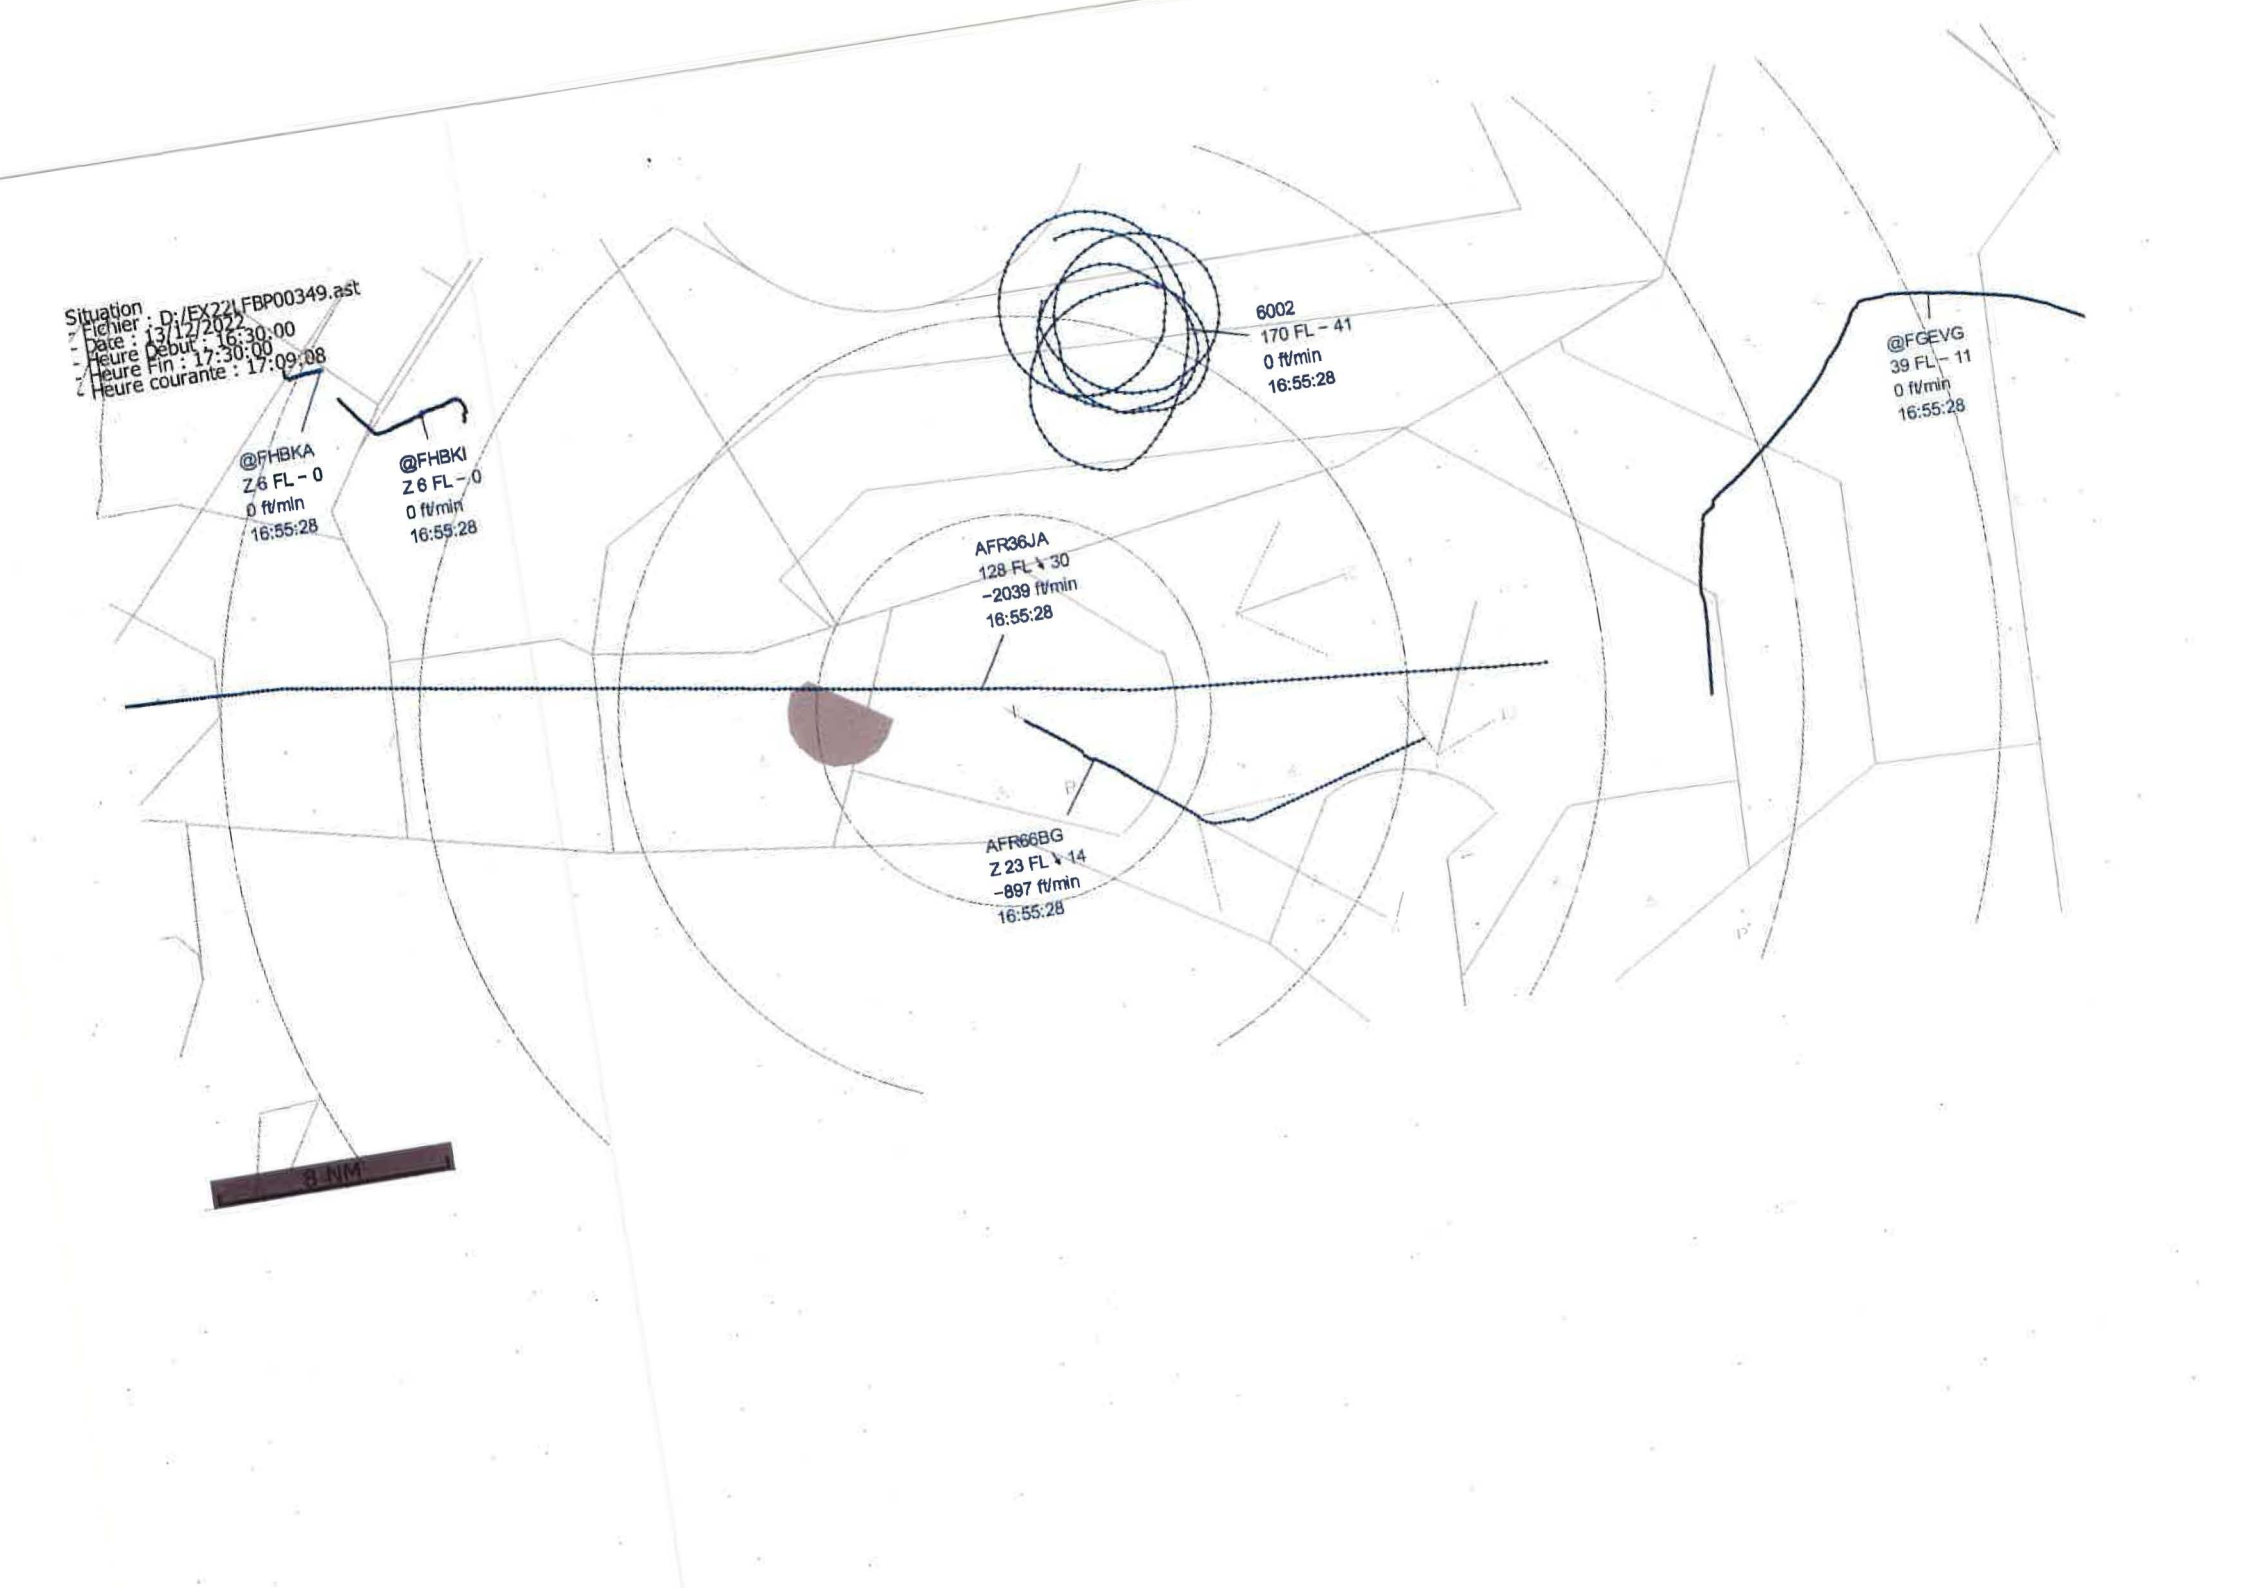 Situation
- Fichier : D:/EX22LFBP00349.ast
- Date : 13/12/2022
- Heure Début : 16:30:00
- Heure Fin : 17:30:00
- Heure courante : 17:09:08
6002
170 FL – 41
0 ft/min
16:55:28
@FGEVG
39 FL – 11
0 ft/min
16:55:28
@FHBKA
Z 6 FL – 0
0 ft/min
16:55:28
@FHBKI
Z 6 FL – 0
0 ft/min
16:55:28
AFR36JA
128 FL ↘ 30
-2039 ft/min
16:55:28
AFR66BG
Z 23 FL ↘ 14
-897 ft/min
16:55:28
8 NM